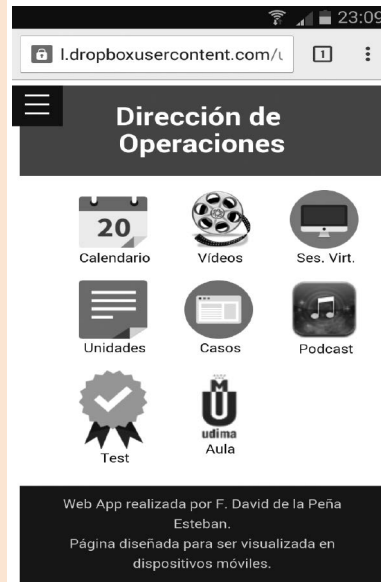 23:09
l.dropboxusercontent.com/u
1
Dirección de
Operaciones
20
Calendario
Vídeos
Ses. Virt.
Unidades
Casos
Podcast
Test
udima
Aula
Web App realizada por F. David de la Peña
Esteban.
Página diseñada para ser visualizada en
dispositivos móviles.